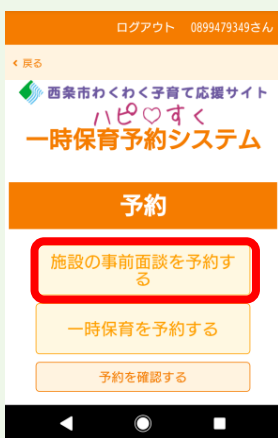 ログアウト 0899479349さん
< 戻る
西条市わくわく子育て応援サイト
ハピ♡すく
一時保育予約システム
予約
施設の事前面談を予約す
る
一時保育を予約する
予約を確認する